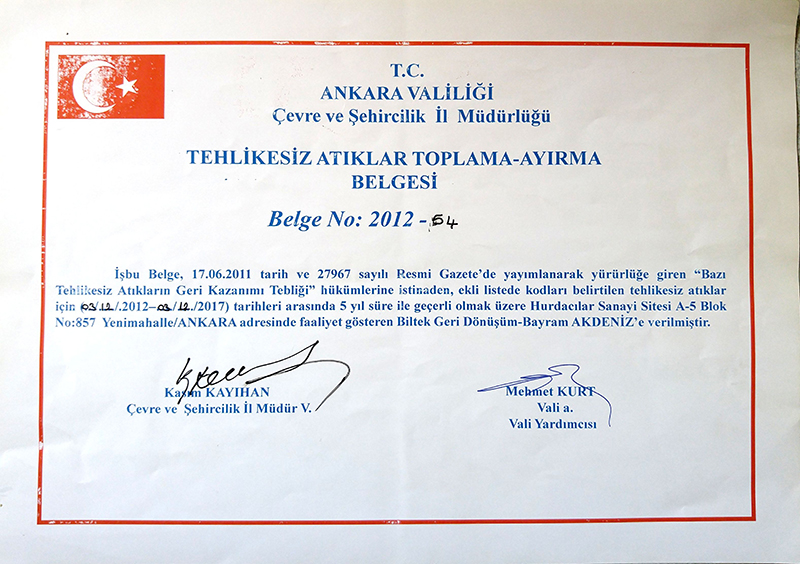 T.C.
ANKARA VALİLİĞİ
Çevre ve Şehircilik İl Müdürlüğü
TEHLİKESİZ ATIKLAR TOPLAMA-AYIRMA
BELGESİ
Belge No: 2012 - 54
İşbu Belge, 17.06.2011 tarih ve 27967 sayılı Resmi Gazete'de yayımlanarak yürürlüğe giren "Bazı
Tehlikesiz Atıkların Geri Kazanımı Tebliği" hükümlerine istinaden, ekli listede kodları belirtilen tehlikesiz atıklar
için (03/12/.2012–03/12./2017) tarihleri arasında 5 yıl süre ile geçerli olmak üzere Hurdacılar Sanayi Sitesi A-5 Blok
No:857 Yenimahalle/ANKARA adresinde faaliyet gösteren Biltek Geri Dönüşüm-Bayram AKDENİZ'e verilmiştir.
Kasım KAYIHAN
Çevre ve Şehircilik İl Müdür V.
Mehmet KURT
Vali a.
Vali Yardımcısı